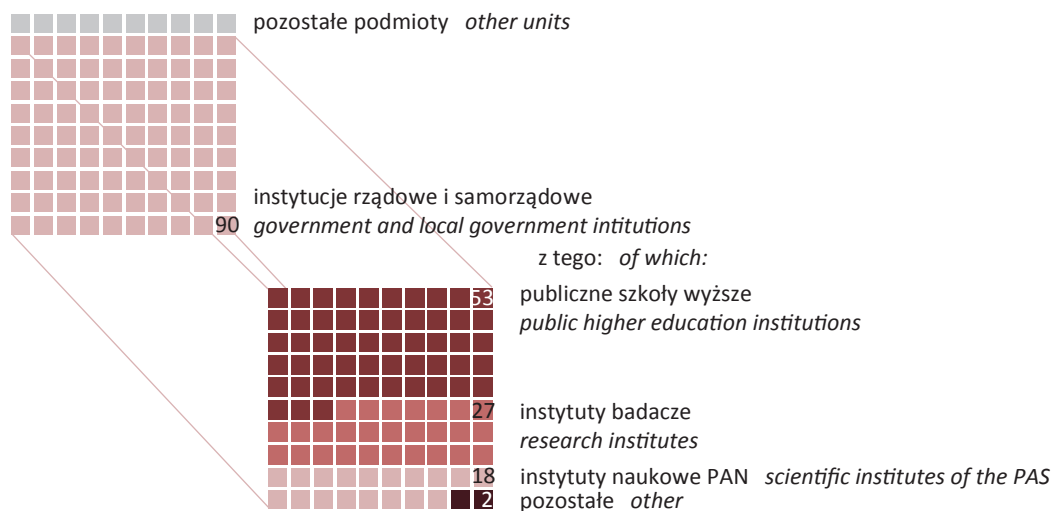 pozostałe podmioty other units
instytucje rządowe i samorządowe
90 government and local government intitutions
z tego: of which:
53 publiczne szkoły wyższe
public higher education institutions
27 instytuty badacze
research institutes
18 instytuty naukowe PAN scientific institutes of the PAS
2 pozostałe other